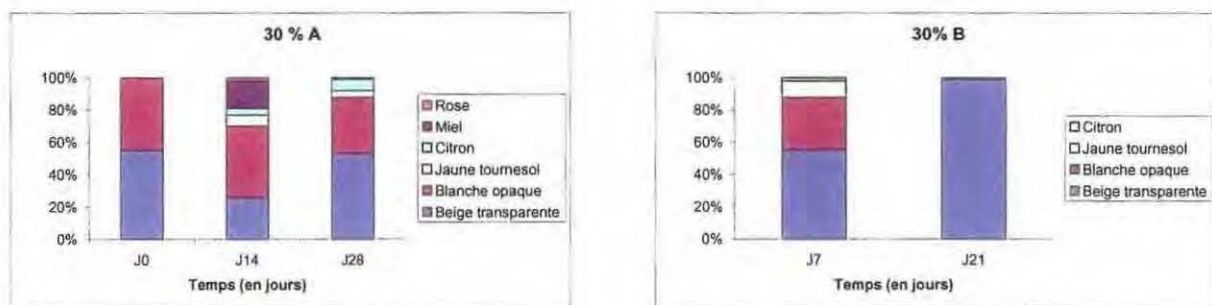 30 % A
100%
80%
60%
40%
20%
0%
J0 J14 J28
Temps (en jours)
Rose
Miel
Citron
Jaune tournesol
Blanche opaque
Beige transparente
30% B
100%
80%
60%
40%
20%
0%
J7 J21
Temps (en jours)
Citron
Jaune tournesol
Blanche opaque
Beige transparente